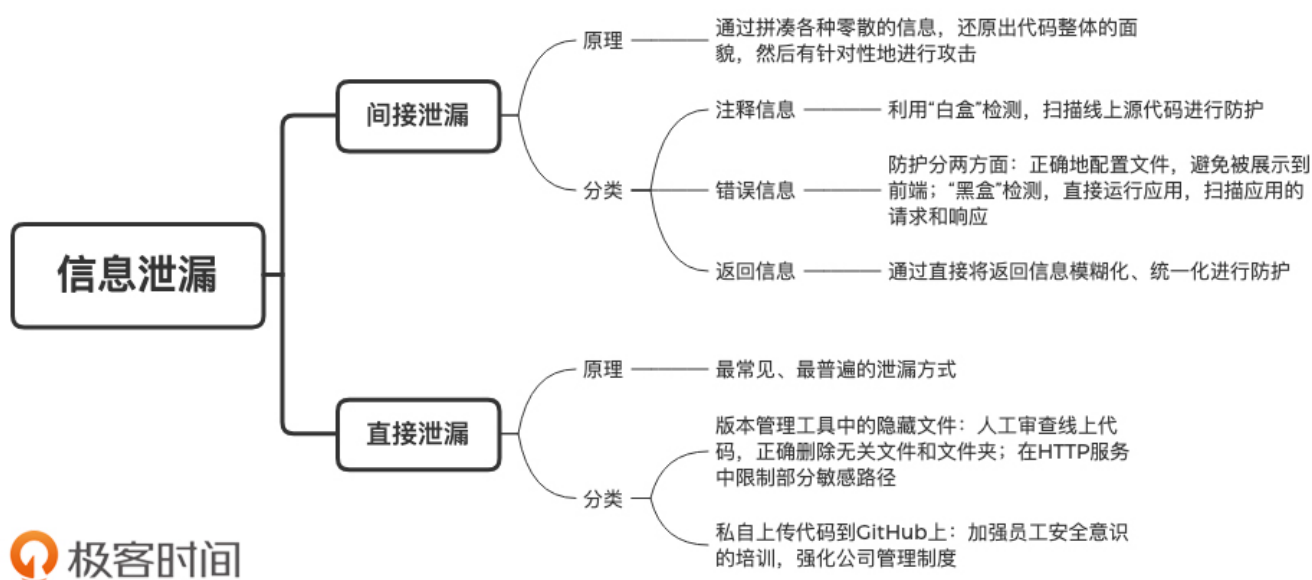 信息泄漏
间接泄漏
原理
通过拼凑各种零散的信息，还原出代码整体的面
貌，然后有针对性地进行攻击
分类
注释信息
利用“白盒”检测，扫描线上源代码进行防护
错误信息
防护分两方面：正确地配置文件，避免被展示到
前端；“黑盒”检测，直接运行应用，扫描应用的
请求和响应
返回信息
通过直接将返回信息模糊化、统一化进行防护
直接泄漏
原理
最常见、最普遍的泄漏方式
分类
版本管理工具中的隐藏文件：人工审查线上代
码，正确删除无关文件和文件夹；在HTTP服务
中限制部分敏感路径
私自上传代码到GitHub上：加强员工安全意识
的培训，强化公司管理制度
极客时间